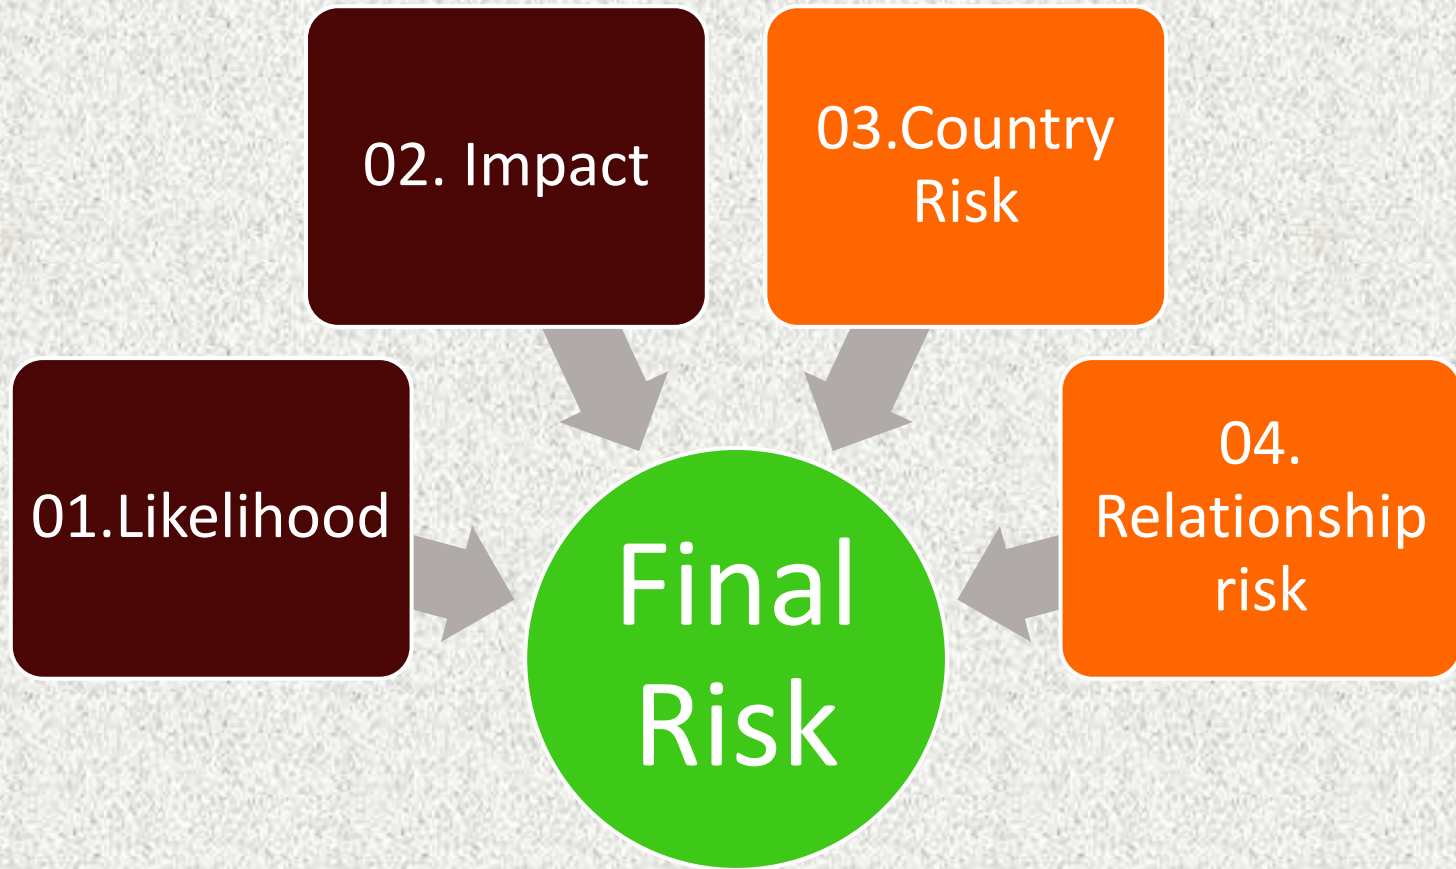 02. Impact
03.Country
Risk
01.Likelihood
04.
Relationship
risk
Final
Risk